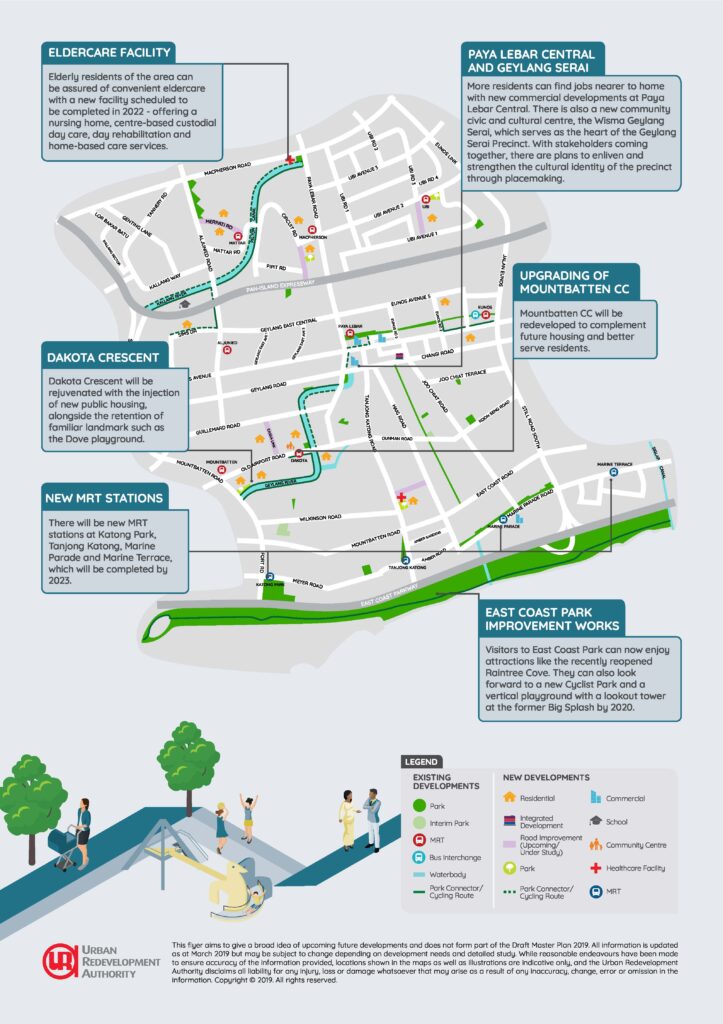 ELDERCARE FACILITY
Elderly residents of the area can
be assured of convenient eldercare
with a new facility scheduled to
be completed in 2022 - offering a
nursing home, centre-based custodial
day care, day rehabilitation and
home-based care services.
PAYA LEBAR CENTRAL
AND GEYLANG SERAI
More residents can find jobs nearer to home
with new commercial developments at Paya
Lebar Central. There is also a new community
civic and cultural centre, the Wisma Geylang
Serai, which serves as the heart of the Geylang
Serai Precinct. With stakeholders coming
together, there are plans to enliven and
strengthen the cultural identity of the precinct
through placemaking.
MACPHERSON ROAD
PAYA LEBAR ROAD
UBI RD 2
EUNOS LINK
UBI AVENUE 1
UBI RD 4
UBI RD 1
UBI AVENUE 2
UBI
UBI AVENUE 1
TANNERY RD
GENTING LANE
LOR BAKAR BATU
MERPATI RD
MATTAR
MATTAR RD
CIRCUIT RD
MACPHERSON
PIPIT RD
ALJUNIED ROAD
KALLANG WAY
PAN-ISLAND EXPRESSWAY
JALAN EUNOS
UPGRADING OF
MOUNTBATTEN CC
Mountbatten CC will be
redeveloped to complement
future housing and better
serve residents.
EUNOS AVENUE 5
EUNOS
GEYLANG EAST CENTRAL
PAYA LEBAR
ALJUNIED
CHANGI ROAD
DAKOTA CRESCENT
Dakota Crescent will be
rejuvenated with the injection
of new public housing,
alongside the retention of
familiar landmark such as
the Dove playground.
S AVENUE
GEYLANG ROAD
JOO CHIAT TERRACE
JOO CHIAT ROAD
HAIG ROAD
TANJONG KATONG ROAD
KOON SENG ROAD
STILL ROAD SOUTH
GUILLEMARD ROAD
DUNMAN ROAD
OLD AIRPORT ROAD
DAKOTA
MOUNTBATTEN
MOUNTBATTEN ROAD
GEYLANG RIVER
MARINE TERRACE
SIGLAP CANAL
EAST COAST ROAD
MARINE PARADE ROAD
MARINE PARADE
NEW MRT STATIONS
There will be new MRT
stations at Katong Park,
Tanjong Katong, Marine
Parade and Marine Terrace,
which will be completed by
2023.
WILKINSON ROAD
MOUNTBATTEN ROAD
AMBER GARDENS
AMBER ROAD
TANJONG KATONG
FORT RD
KATONG PARK
MEYER ROAD
EAST COAST PARKWAY
EAST COAST PARK
IMPROVEMENT WORKS
Visitors to East Coast Park can now enjoy
attractions like the recently reopened
Raintree Cove. They can also look
forward to a new Cyclist Park and a
vertical playground with a lookout tower
at the former Big Splash by 2020.
LEGEND
EXISTING
DEVELOPMENTS
Park
Interim Park
MRT
Bus Interchange
Waterbody
Park Connector/
Cycling Route
NEW DEVELOPMENTS
Residential
Integrated
Development
Road Improvement
(Upcoming/
Under Study)
Park
Park Connector/
Cycling Route
Commercial
School
Community Centre
Healthcare Facility
MRT
URBAN
REDEVELOPMENT
AUTHORITY
This flyer aims to give a broad idea of upcoming future developments and does not form part of the Draft Master Plan 2019. All information is updated
as at March 2019 but may be subject to change depending on development needs and detailed study. While reasonable endeavours have been made
to ensure accuracy of the information provided, locations shown in the maps as well as illustrations are indicative only, and the Urban Redevelopment
Authority disclaims all liability for any injury, loss or damage whatsoever that may arise as a result of any inaccuracy, change, error or omission in the
information. Copyright © 2019. All rights reserved.